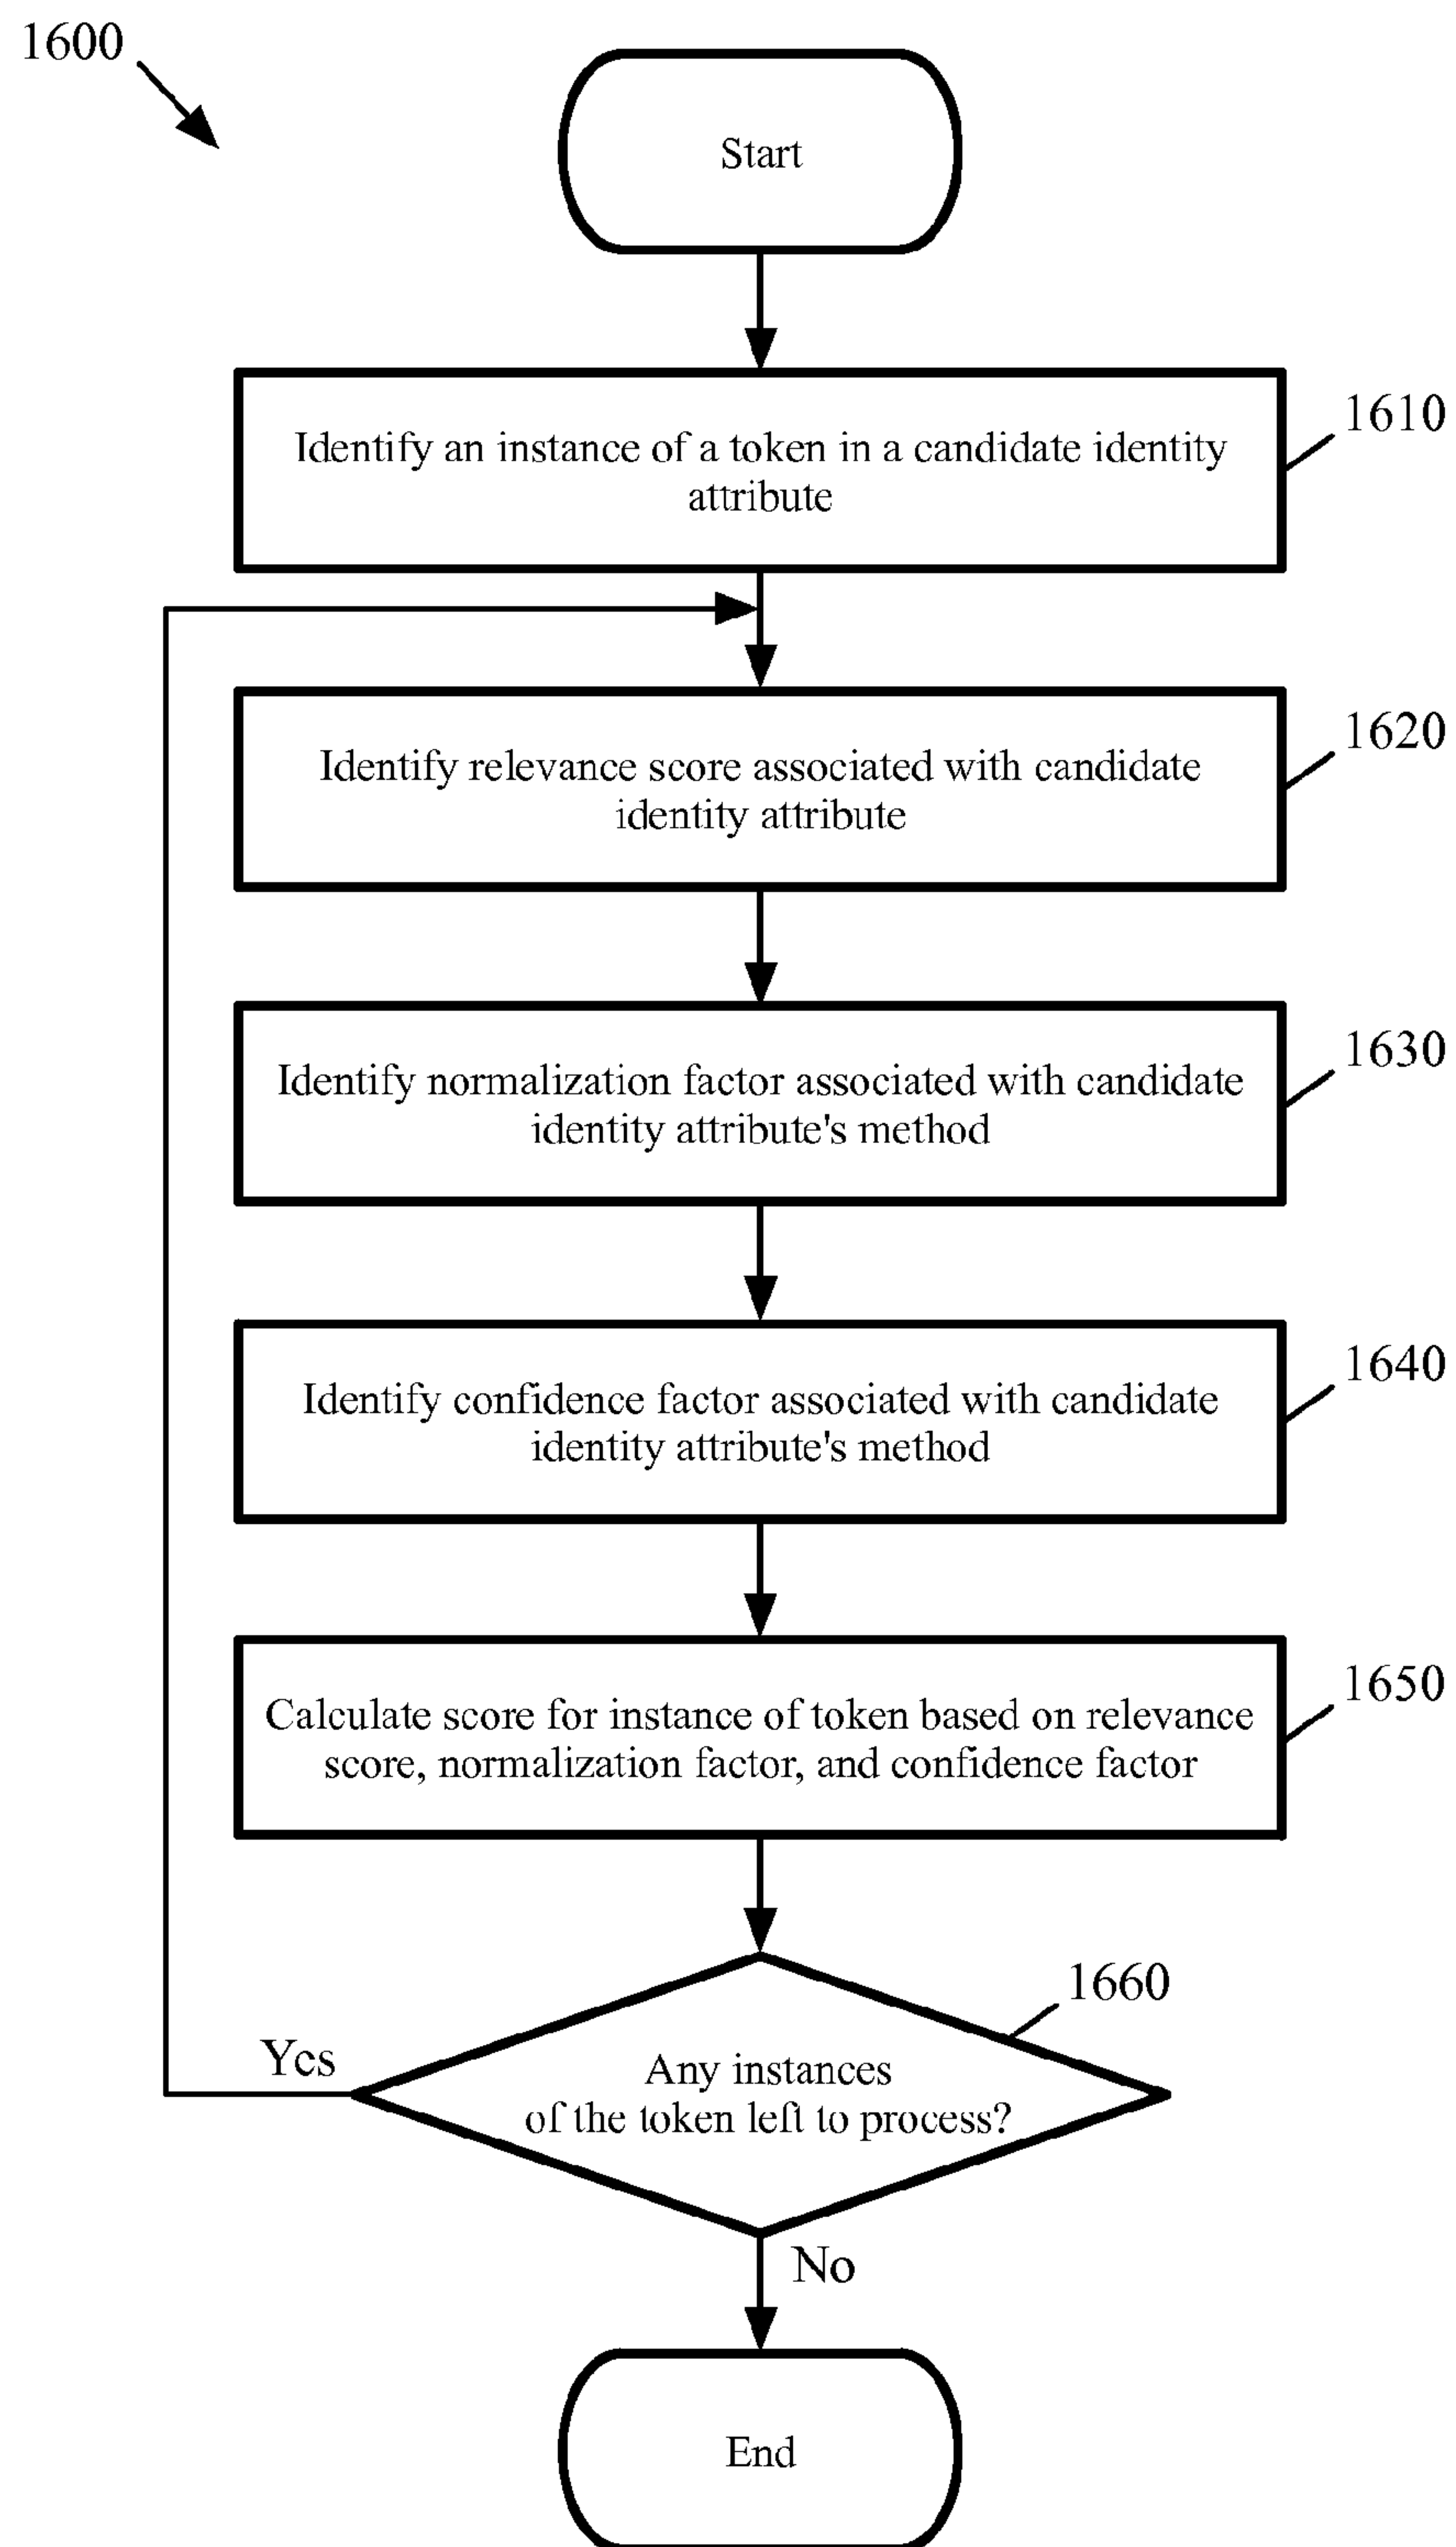 1600
Start
Identify an instance of a token in a candidate identity
attribute
1610
Identify relevance score associated with candidate
identity attribute
1620
Identify normalization factor associated with candidate
identity attribute's method
1630
Identify confidence factor associated with candidate
identity attribute's method
1640
Calculate score for instance of token based on relevance
score, normalization factor, and confidence factor
1650
1660
Any instances
of the token left to process?
Yes
No
End